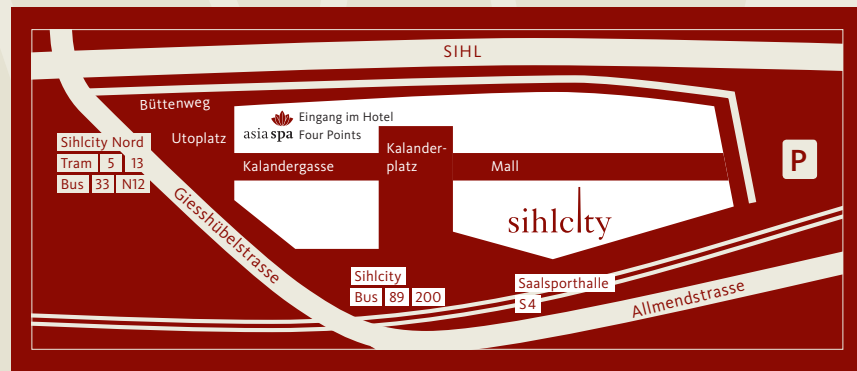 SIHL
Büttenweg
Eingang im Hotel
asia spa Four Points
Utoplatz
Sihlcity Nord
Tram 5 13
Bus 33 N12
Kalander-
platz
Kalandergasse
Mall
P
Giesshübelstrasse
sihlcity
Sihlcity
Bus 89 200
Saalsporthalle
S4
Allmendstrasse